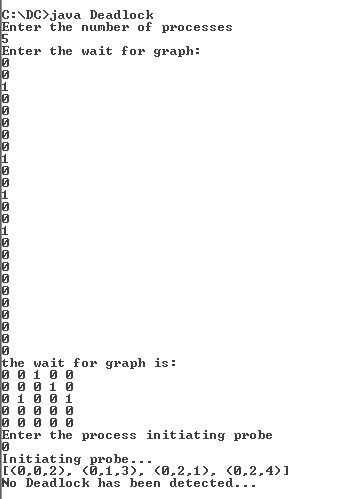 C:\DC>java Deadlock
Enter the number of processes
5
Enter the wait for graph:
0
0
1
0
0
0
0
0
1
0
0
1
0
0
1
0
0
0
0
0
0
0
0
0
0
the wait for graph is:
0 0 1 0 0
0 0 0 1 0
0 1 0 0 1
0 0 0 0 0
0 0 0 0 0
Enter the process initiating probe
0
Initiating probe...
[(0,0,2), (0,1,3), (0,2,1), (0,2,4)]
No Deadlock has been detected...